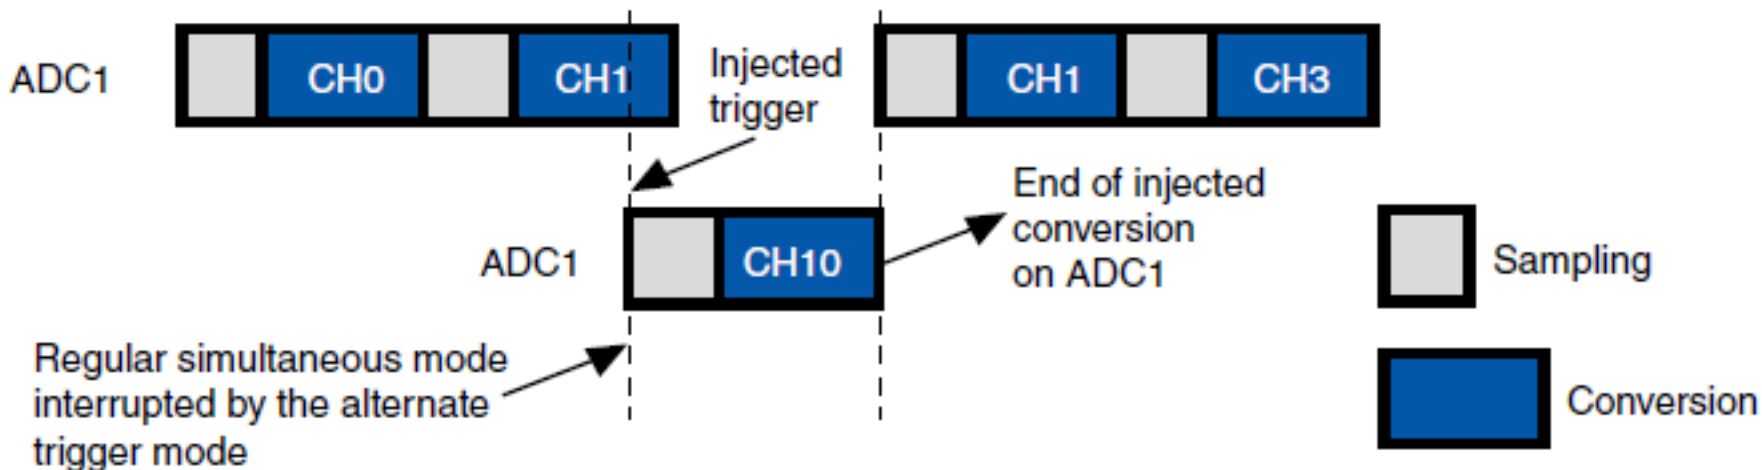 ADC1
CH0
CH1
Injected
trigger
CH1
CH3
ADC1
CH10
End of injected
conversion
on ADC1
Sampling
Regular simultaneous mode
interrupted by the alternate
trigger mode
Conversion